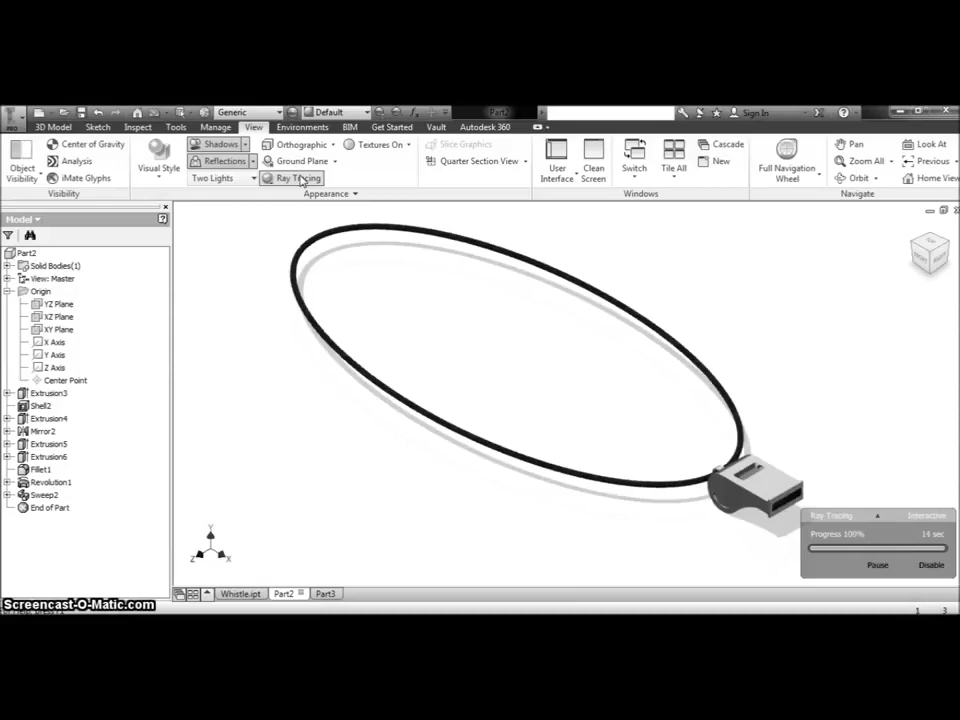 Generic Default Part2 Sign In
PRO 3D Model Sketch Inspect Tools Manage View Environments BIM Get Started Vault Autodesk 360
Object Visibility
Center of Gravity
Analysis
iMate Glyphs
Visibility
Visual Style
Shadows
Reflections
Two Lights
Orthographic
Ground Plane
Ray Tracing
Textures On
Appearance
Slice Graphics
Quarter Section View
User Interface
Clean Screen
Switch
Tile All
Cascade
New
Windows
Full Navigation Wheel
Pan
Zoom All
Orbit
Look At
Previous
Home View
Navigate
Model
Part2
Solid Bodies(1)
View: Master
Origin
YZ Plane
XZ Plane
XY Plane
X Axis
Y Axis
Z Axis
Center Point
Extrusion3
Shell2
Extrusion4
Mirror2
Extrusion5
Extrusion6
Fillet1
Revolution1
Sweep2
End of Part
Y
Z
X
Ray Tracing Interactive
Progress 100% 14 sec
Pause Disable
Whistle.ipt Part2 Part3
Screencast-O-Matic.com
1 3